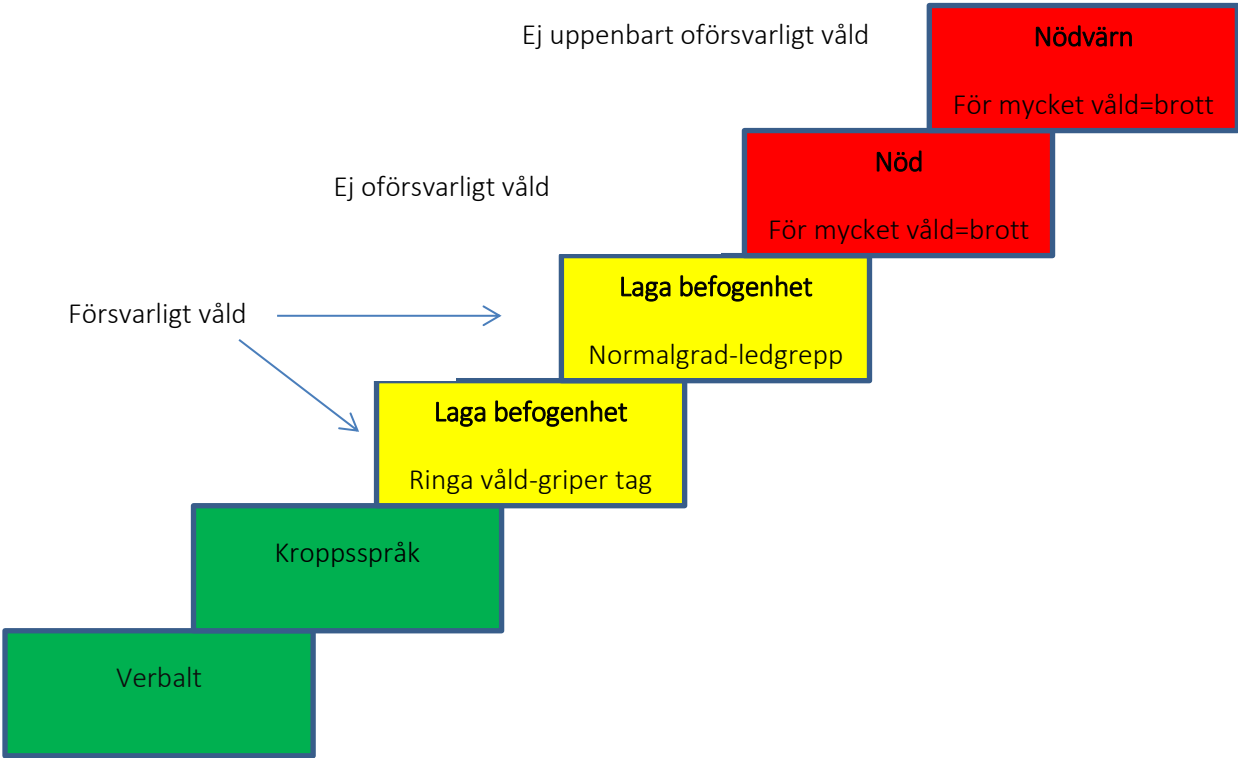 Ej uppenbart oförsvarligt våld
Nödvärn
För mycket våld=brott
Ej oförsvarligt våld
Nöd
För mycket våld=brott
Försvarligt våld
Laga befogenhet
Normalgrad-ledgrepp
Laga befogenhet
Ringa våld-griper tag
Kroppsspråk
Verbalt